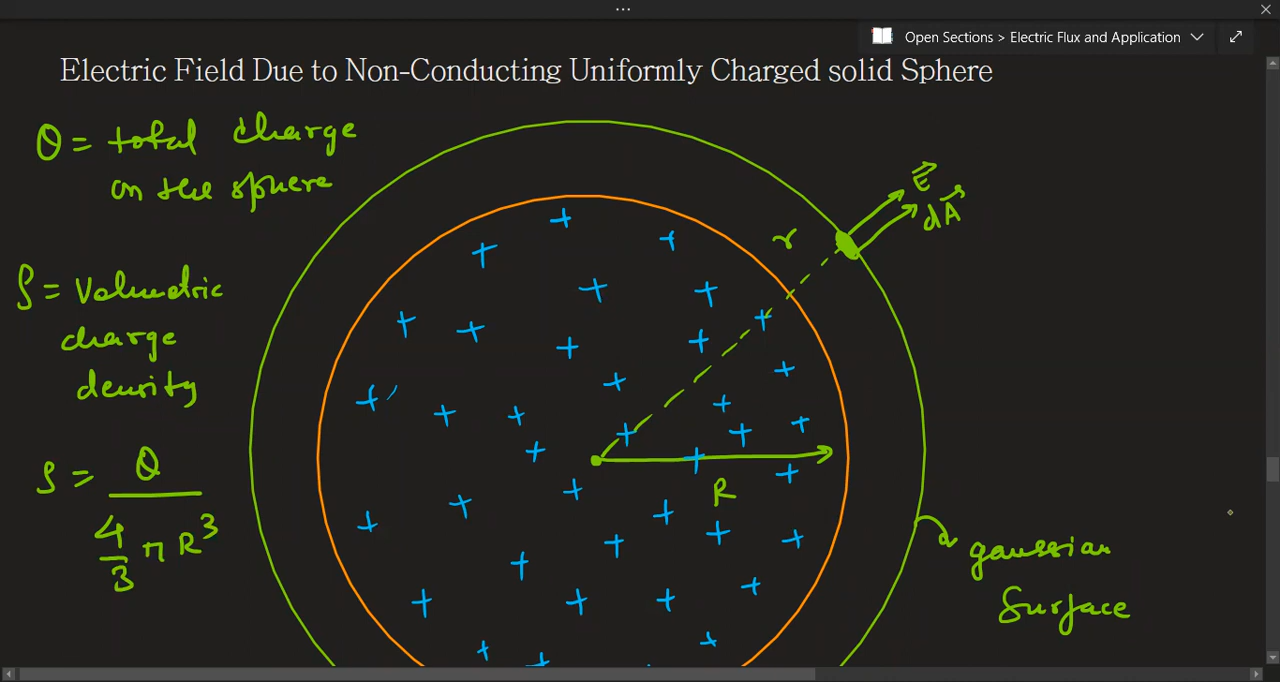 ...
Open Sections > Electric Flux and Application
Electric Field Due to Non-Conducting Uniformly Charged solid Sphere
Q = total charge
on the sphere
E
dA
r
ρ = Volumetric
charge
density
R
ρ = Q
4/3 π R³
gaussian
Surface